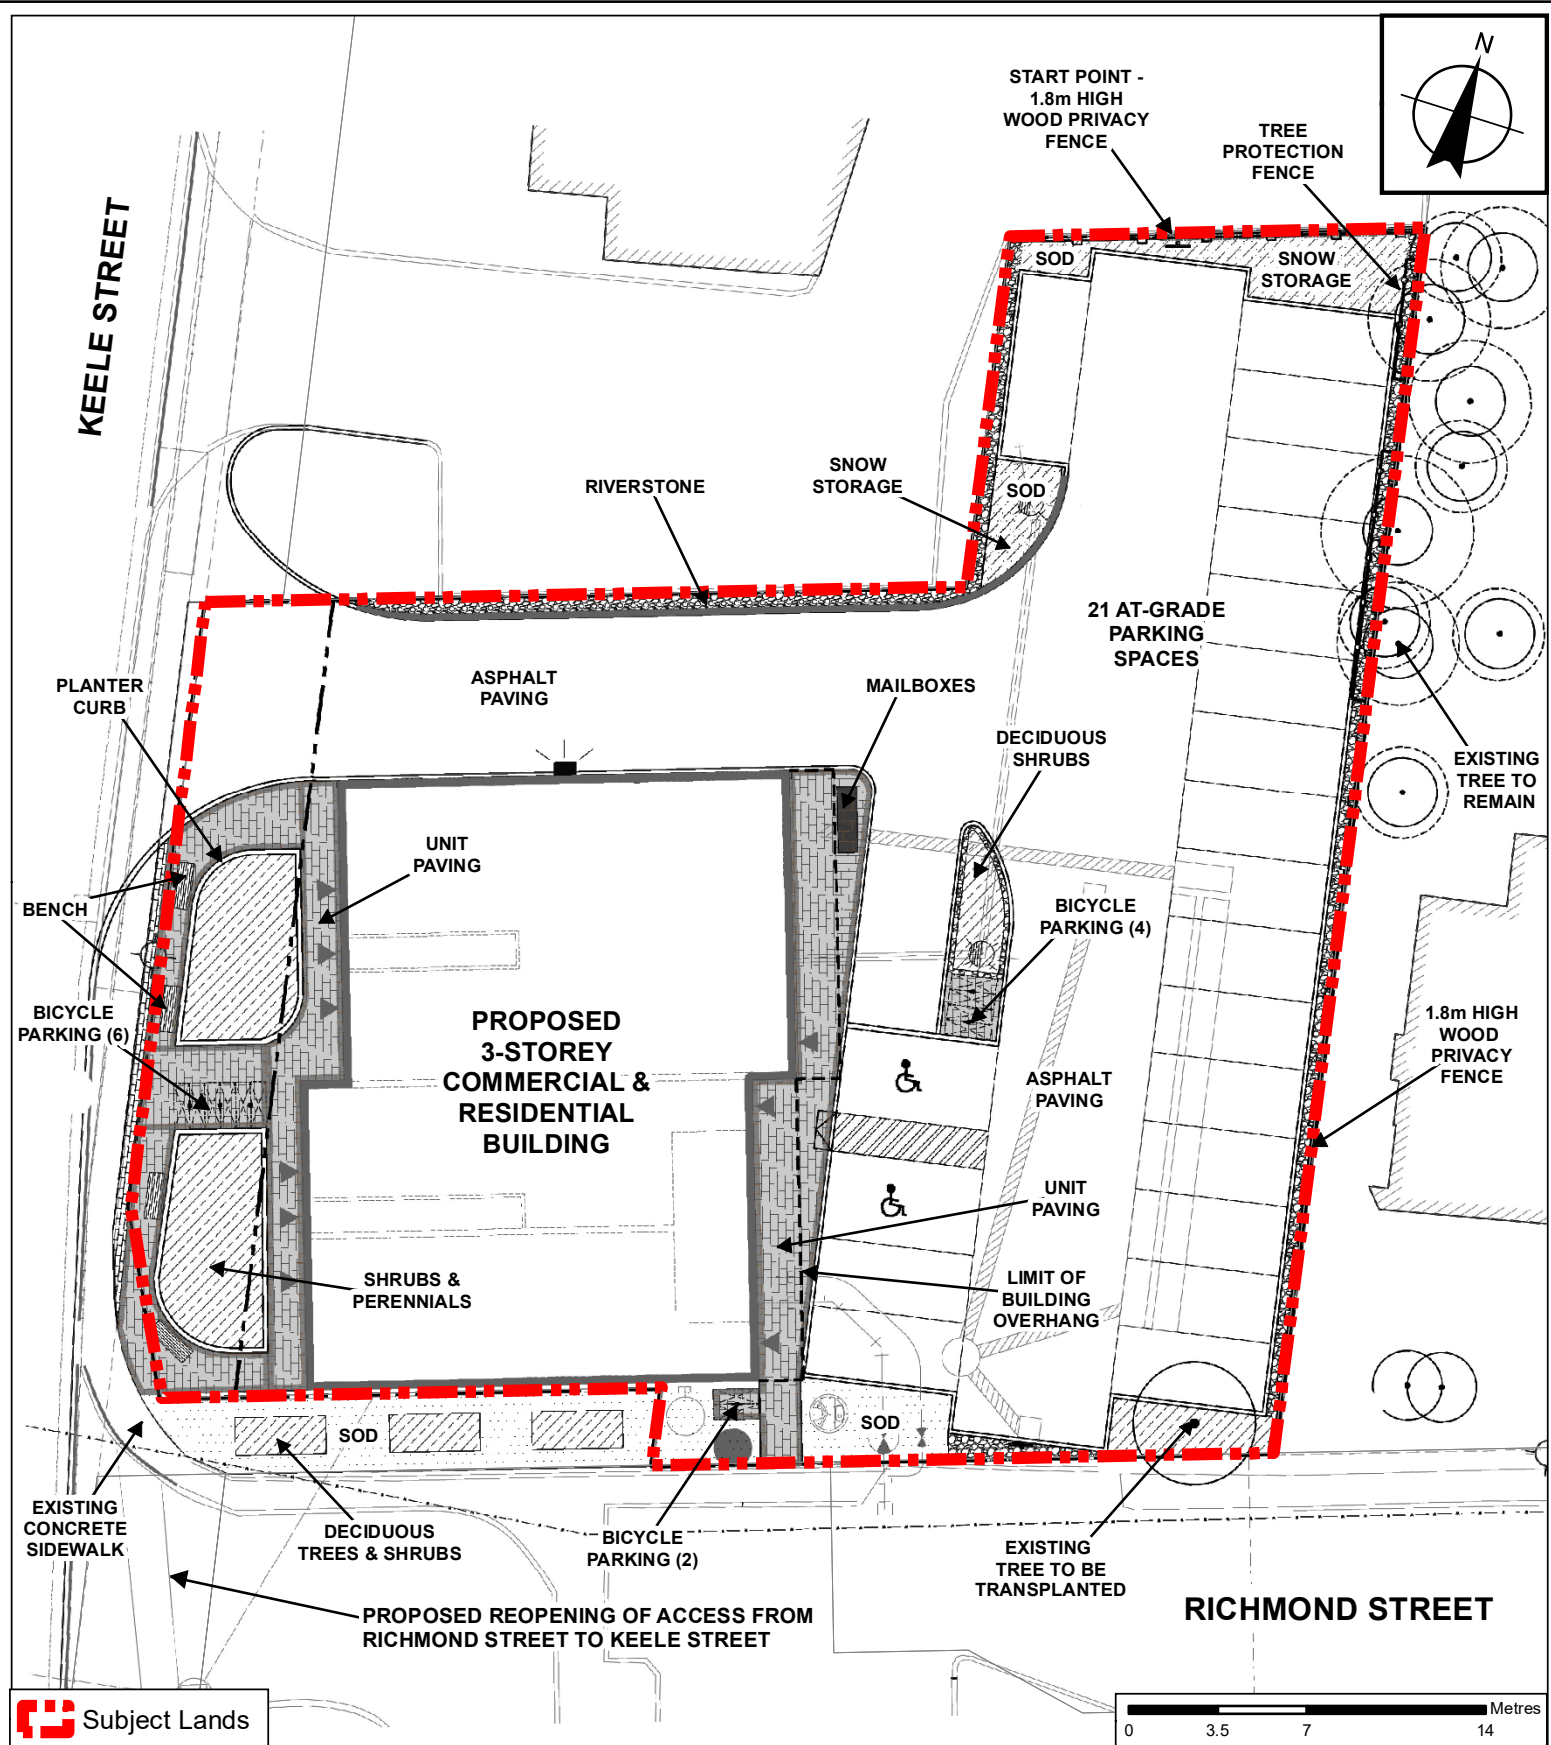 N
START POINT -
1.8m HIGH
WOOD PRIVACY
FENCE
TREE
PROTECTION
FENCE
KEELE STREET
SOD
SNOW
STORAGE
RIVERSTONE
SNOW
STORAGE
SOD
21 AT-GRADE
PARKING
SPACES
PLANTER
CURB
ASPHALT
PAVING
MAILBOXES
DECIDUOUS
SHRUBS
EXISTING
TREE TO
REMAIN
UNIT
PAVING
BENCH
BICYCLE
PARKING (4)
BICYCLE
PARKING (6)
PROPOSED
3-STOREY
COMMERCIAL &
RESIDENTIAL
BUILDING
1.8m HIGH
WOOD
PRIVACY
FENCE
ASPHALT
PAVING
UNIT
PAVING
SHRUBS &
PERENNIALS
LIMIT OF
BUILDING
OVERHANG
SOD
SOD
EXISTING
CONCRETE
SIDEWALK
DECIDUOUS
TREES & SHRUBS
BICYCLE
PARKING (2)
EXISTING
TREE TO BE
TRANSPLANTED
RICHMOND STREET
PROPOSED REOPENING OF ACCESS FROM
RICHMOND STREET TO KEELE STREET
Subject Lands
Metres
0 3.5 7 14